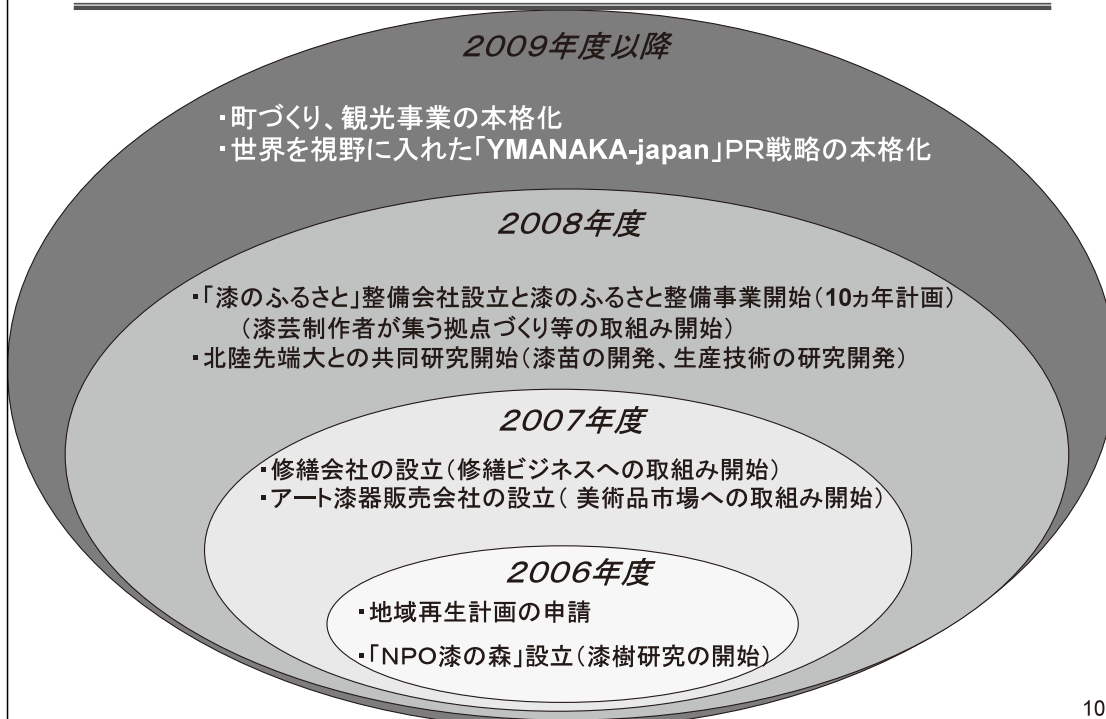 2009年度以降
・町づくり、観光事業の本格化
・世界を視野に入れた「YMANAKA-japan」PR戦略の本格化
2008年度
・「漆のふるさと」整備会社設立と漆のふるさと整備事業開始(10ヵ年計画)
(漆芸制作者が集う拠点づくり等の取組み開始)
・北陸先端大との共同研究開始(漆苗の開発、生産技術の研究開発)
2007年度
・修繕会社の設立(修繕ビジネスへの取組み開始)
・アート漆器販売会社の設立( 美術品市場への取組み開始)
2006年度
・地域再生計画の申請
・「NPO漆の森」設立(漆樹研究の開始)
10